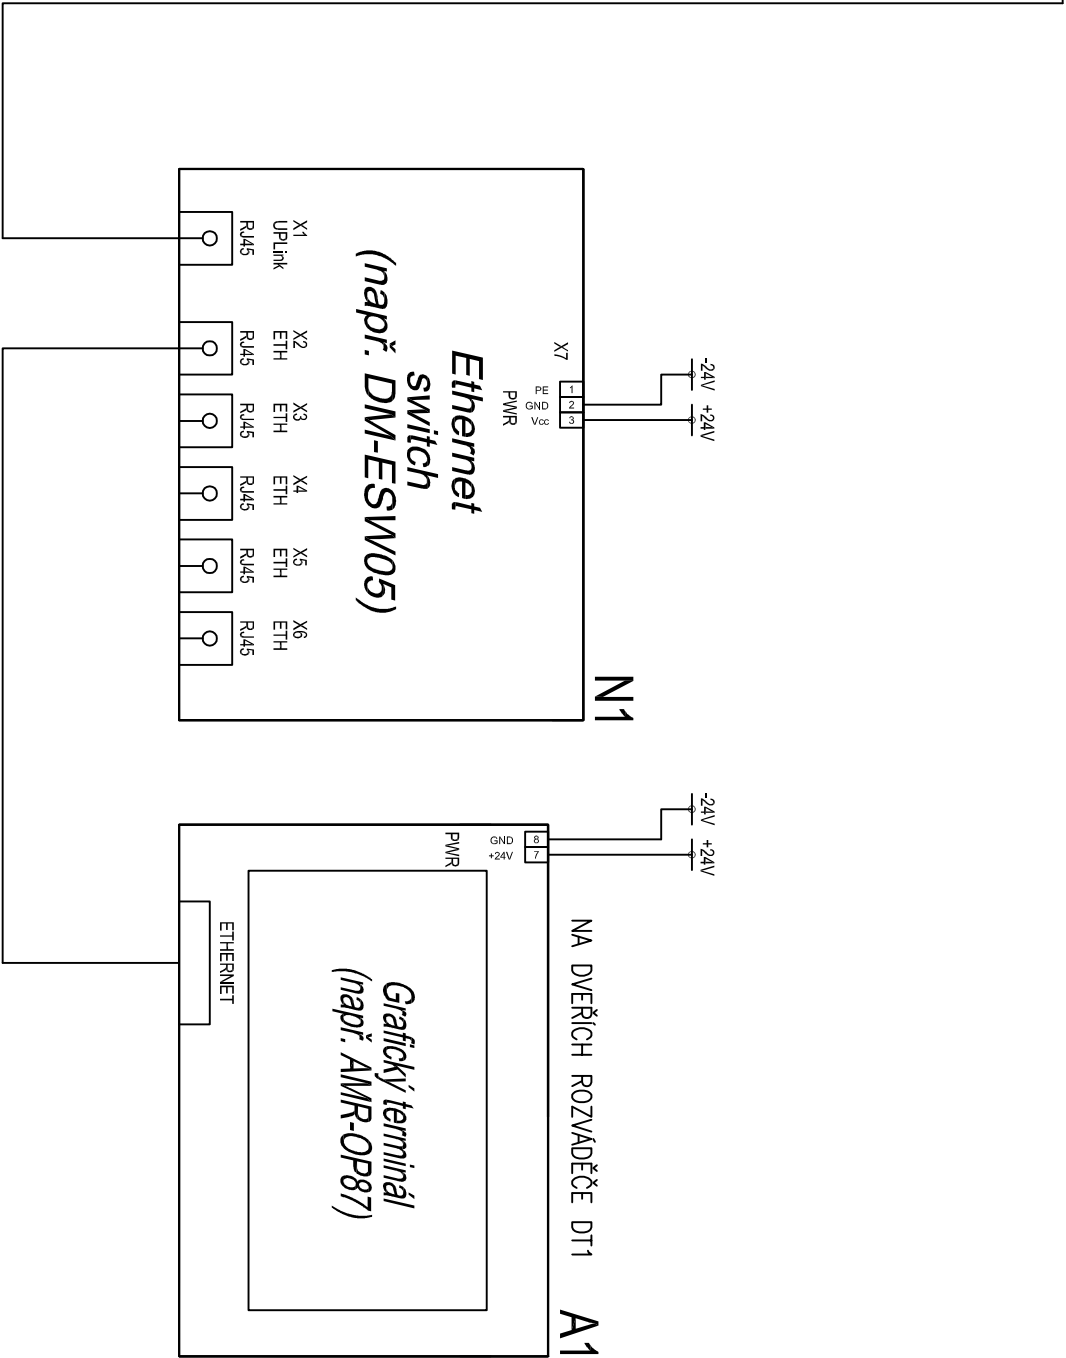 -24V
+24V
X7
1
2
3
PE
GND
Vcc
PWR
Ethernet
switch
(např. DM-ESW05)
X1
UPLink
RJ45
X2
ETH
RJ45
X3
ETH
RJ45
X4
ETH
RJ45
X5
ETH
RJ45
X6
ETH
RJ45
N1
-24V
+24V
8
7
GND
+24V
PWR
NA DVEŘÍCH ROZVÁDĚČE DT1
Grafický terminál
(např. AMR-OP87)
ETHERNET
A1